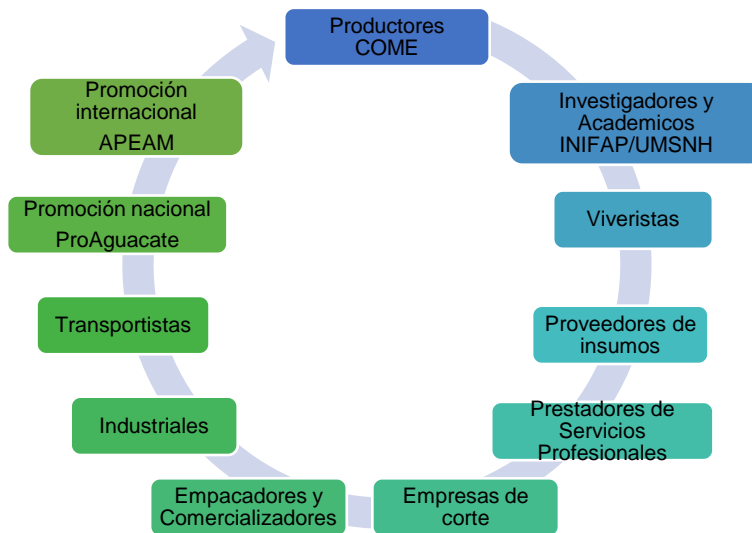 Productores
COME
Investigadores y
Academicos
INIFAP/UMSNH
Viveristas
Proveedores de
insumos
Prestadores de
Servicios
Profesionales
Empresas de
corte
Empacadores y
Comercializadores
Industriales
Transportistas
Promoción nacional
ProAguacate
Promoción
internacional
APEAM